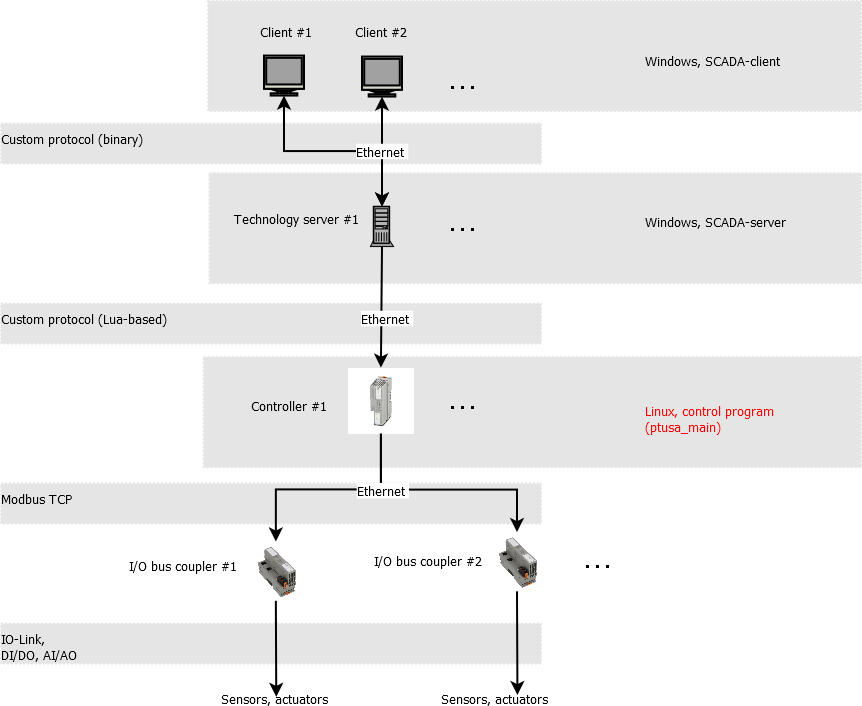 Client #1
Client #2
Windows, SCADA-client
...
Custom protocol (binary)
Ethernet
Technology server #1
...
Windows, SCADA-server
Custom protocol (Lua-based)
Ethernet
Controller #1
...
Linux, control program
(ptusa_main)
Ethernet
Modbus TCP
I/O bus coupler #1
I/O bus coupler #2
...
IO-Link,
DI/DO, AI/AO
Sensors, actuators
Sensors, actuators